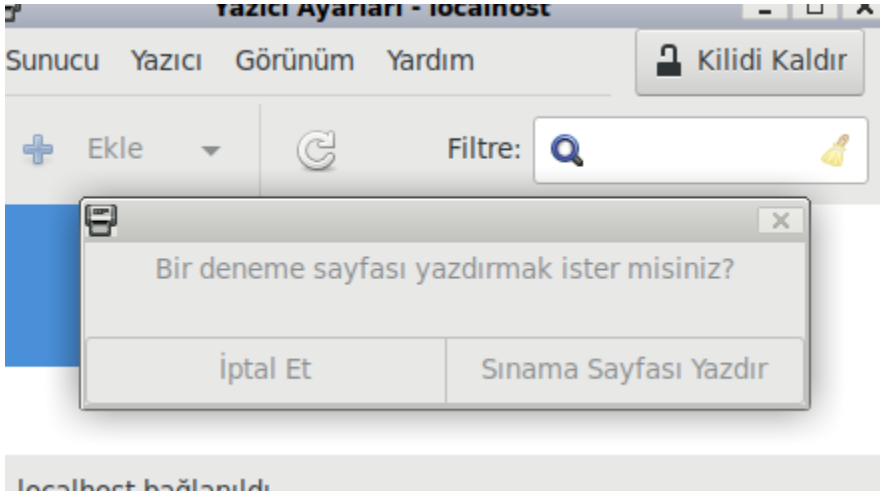 Yazıcı Ayarları - localhost
Sunucu Yazıcı Görünüm Yardım Kilidi Kaldır
Ekle Filtre:
Bir deneme sayfası yazdırmak ister misiniz?
İptal Et Sınama Sayfası Yazdır
localhost bağlanıldı